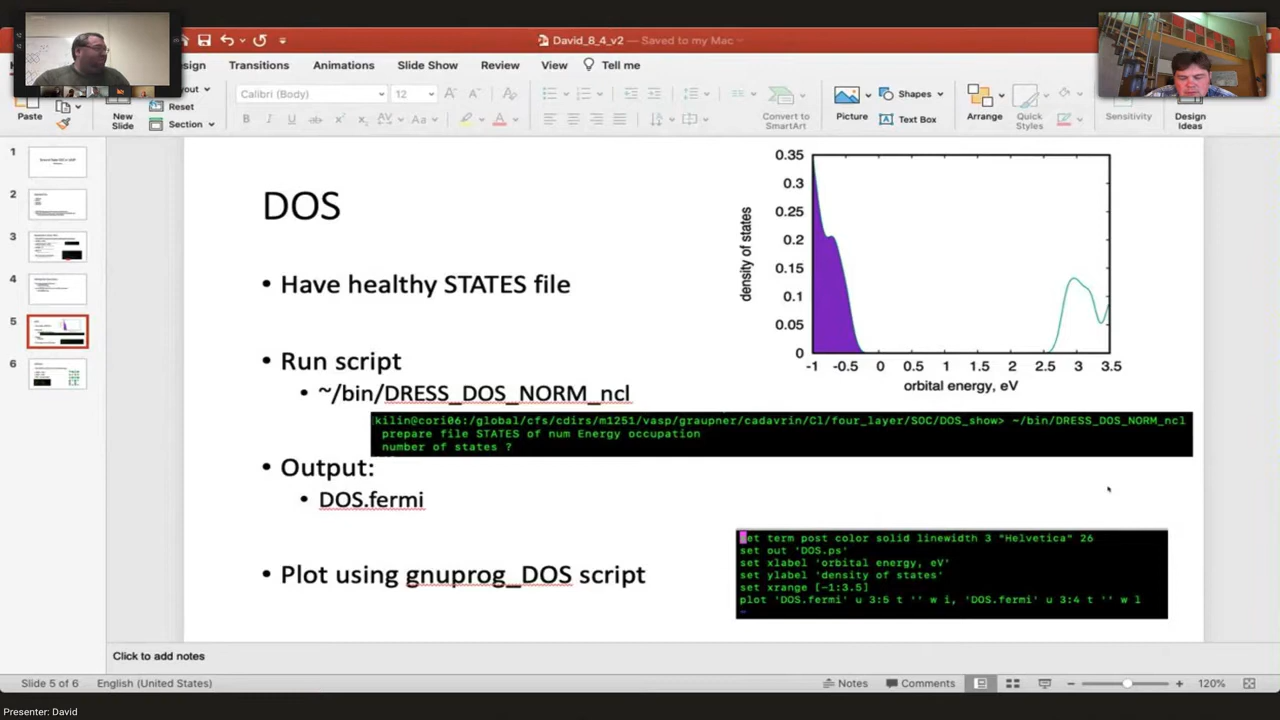 David_8_4_v2 — Saved to my Mac
Transitions
Animations
Slide Show
Review
View
Tell me
Paste
New
Slide
Reset
Section
Calibri (Body)
12
Convert to
SmartArt
Picture
Shapes
Text Box
Arrange
Quick
Styles
Sensitivity
Design
Ideas
1
2
3
4
5
6
DOS
• Have healthy STATES file
• Run script
• ~/bin/DRESS_DOS_NORM_ncl
kilin@cori06:/global/cfs/cdirs/m1251/vasp/graupner/cadavrin/Cl/four_layer/SOC/DOS_show> ~/bin/DRESS_DOS_NORM_ncl
prepare file STATES of num Energy occupation
number of states ?
• Output:
• DOS.fermi
• Plot using gnuprog_DOS script
0.35
0.3
0.25
0.2
0.15
0.1
0.05
0
density of states
-1 -0.5 0 0.5 1 1.5 2 2.5 3 3.5
orbital energy, eV
et term post color solid linewidth 3 "Helvetica" 26
set out 'DOS.ps'
set xlabel 'orbital energy, eV'
set ylabel 'density of states'
set xrange [-1:3.5]
plot 'DOS.fermi' u 3:5 t '' w i, 'DOS.fermi' u 3:4 t '' w l
~
Click to add notes
Slide 5 of 6
English (United States)
Notes
Comments
120%
Presenter: David